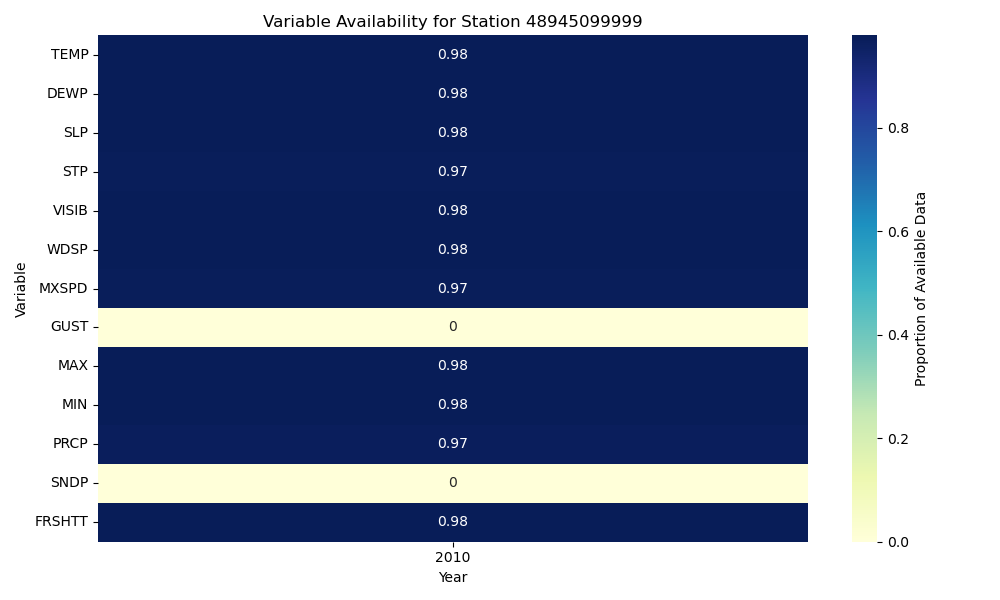 Variable Availability for Station 48945099999
TEMP 0.98
DEWP 0.98
SLP 0.98
STP 0.97
VISIB 0.98
WDSP 0.98
MXSPD 0.97
GUST 0
MAX 0.98
MIN 0.98
PRCP 0.97
SNDP 0
FRSHTT 0.98
Variable
2010
Year
0.8
0.6
0.4
0.2
0.0
Proportion of Available Data